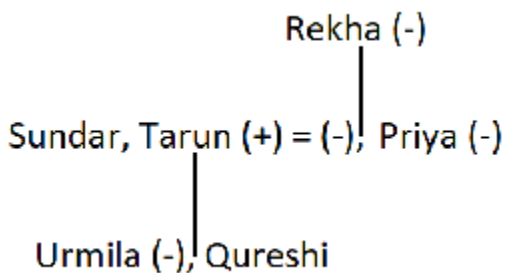 Rekha (-)
Sundar, Tarun (+) = (-), Priya (-)
Urmila (-), Qureshi